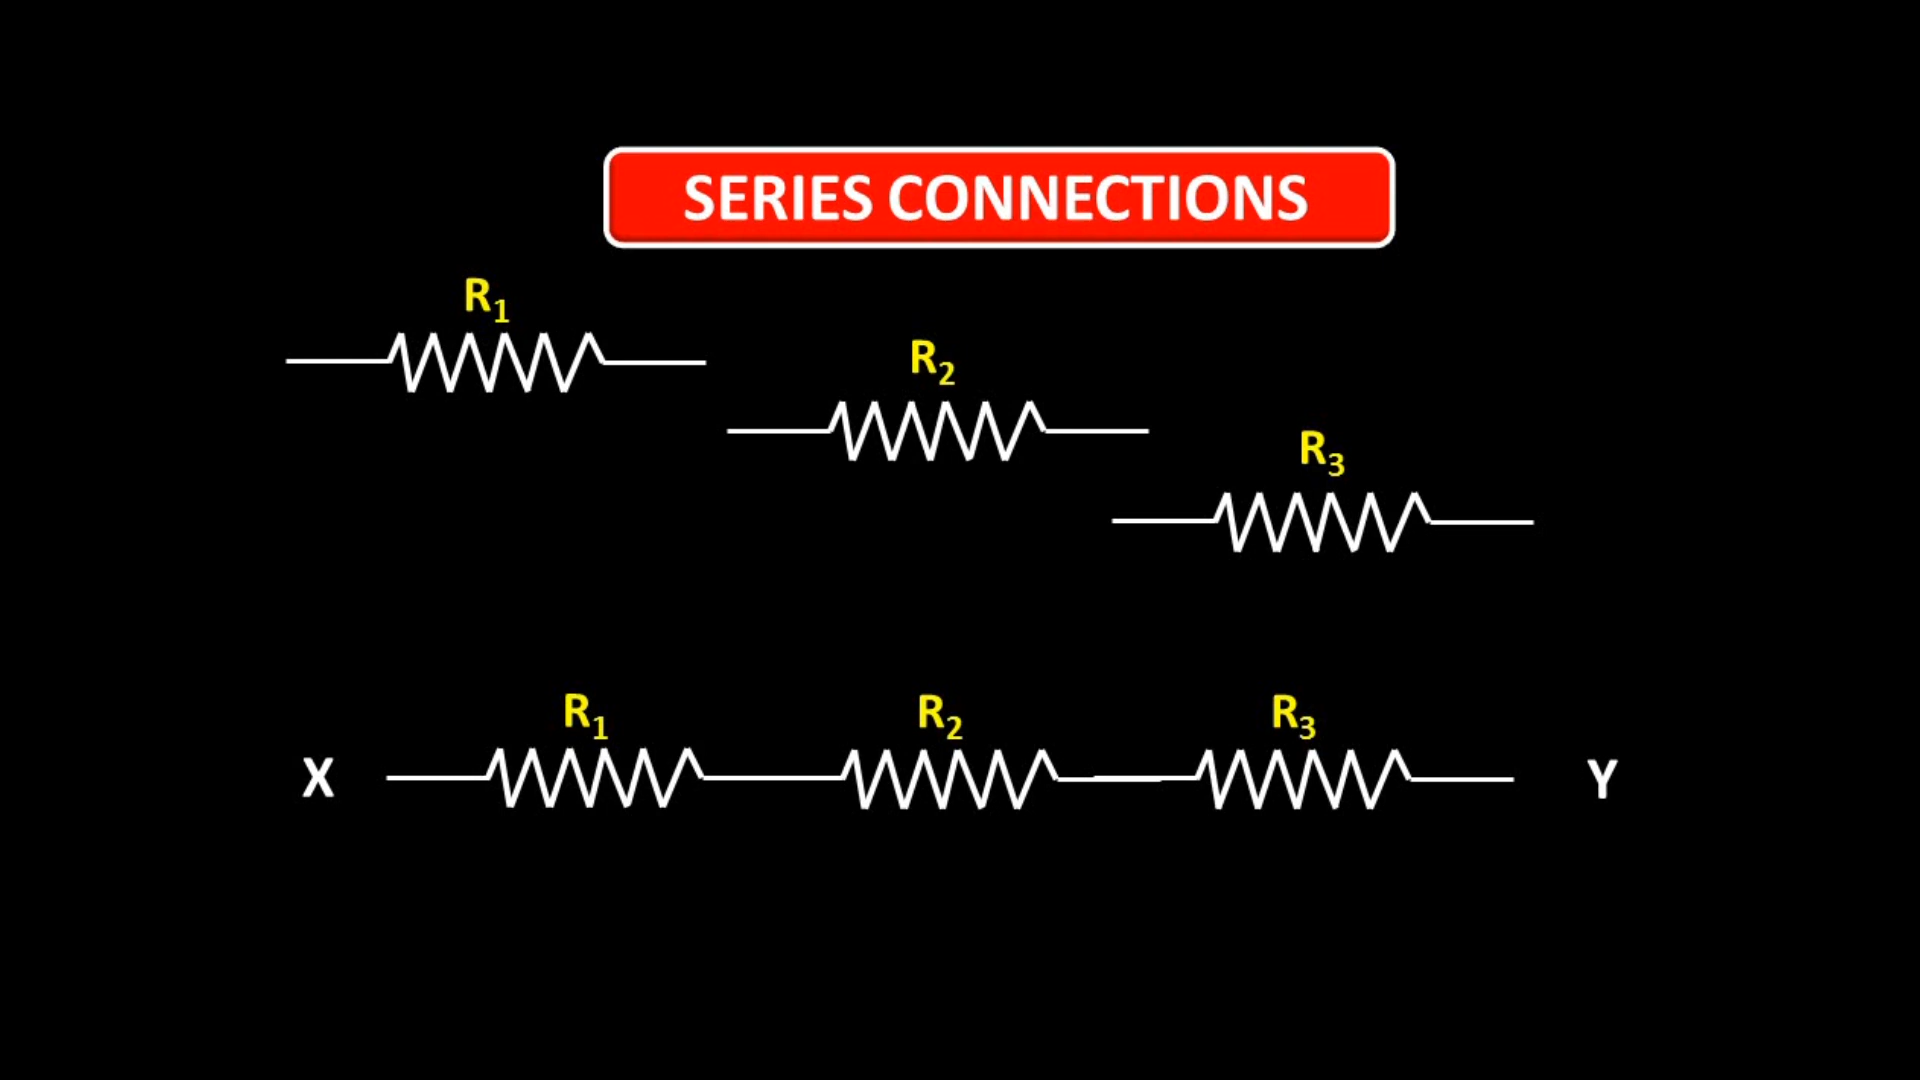 SERIES CONNECTIONS
R₁
R₂
R₃
R₁ R₂ R₃
X Y